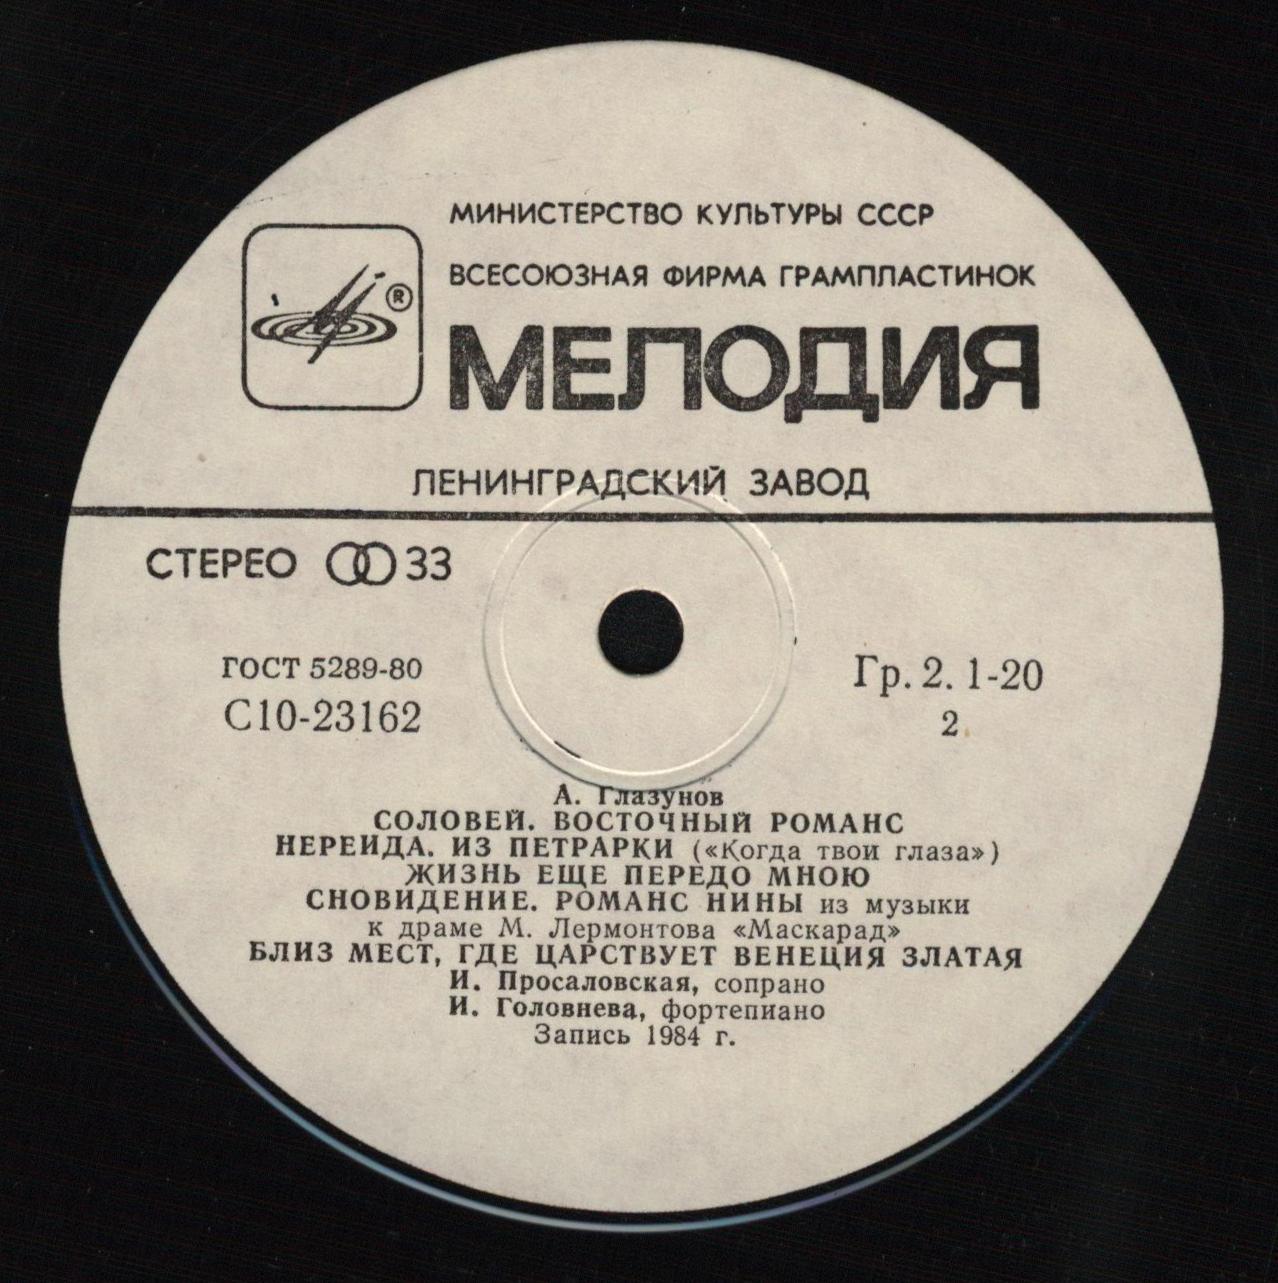 МИНИСТЕРСТВО КУЛЬТУРЫ СССР
ВСЕСОЮЗНАЯ ФИРМА ГРАМПЛАСТИНОК
®
МЕЛОДИЯ
ЛЕНИНГРАДСКИЙ ЗАВОД
СТЕРЕО 33
ГОСТ 5289-80
С10-23162
Гр. 2. 1-20
2
А. Глазунов
СОЛОВЕЙ. ВОСТОЧНЫЙ РОМАНС
НЕРЕИДА. ИЗ ПЕТРАРКИ («Когда твои глаза»)
ЖИЗНЬ ЕЩЕ ПЕРЕДО МНОЮ
СНОВИДЕНИЕ. РОМАНС НИНЫ из музыки
к драме М. Лермонтова «Маскарад»
БЛИЗ МЕСТ, ГДЕ ЦАРСТВУЕТ ВЕНЕЦИЯ ЗЛАТАЯ
И. Просаловская, сопрано
И. Головнева, фортепиано
Запись 1984 г.